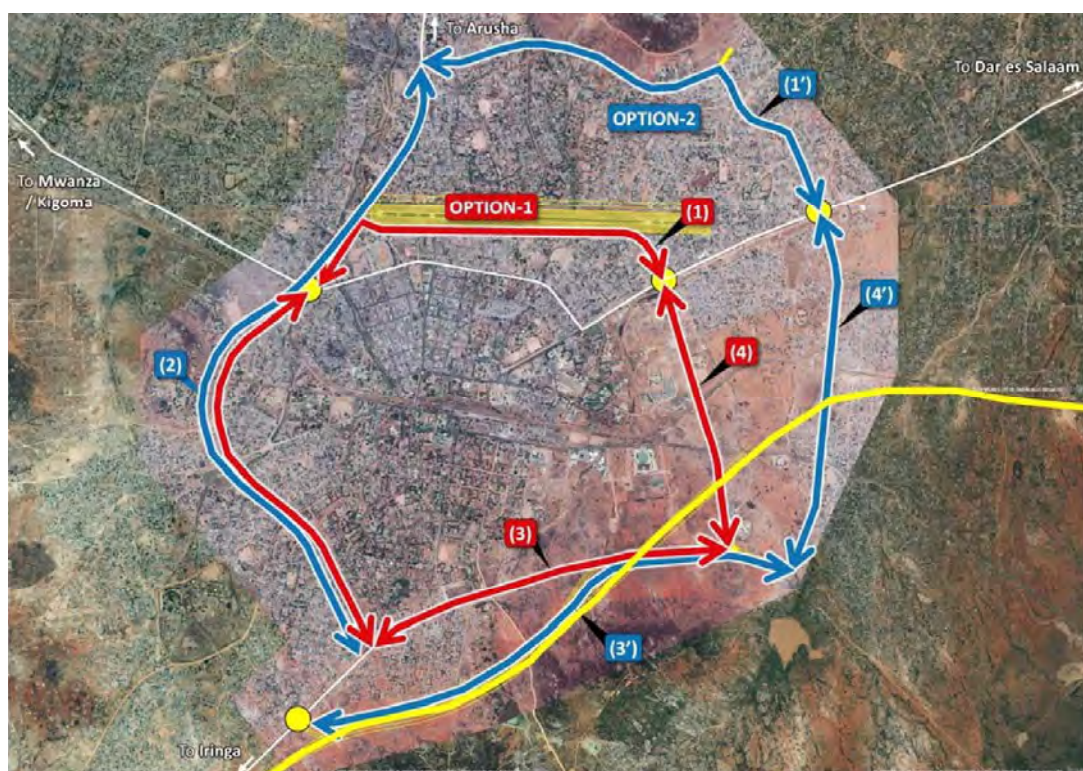 To Arusha
To Dar es Salaam
(1')
OPTION-2
To Mwanza
/ Kigoma
OPTION-1
(1)
(2)
(4')
(4)
(3)
(3')
To Iringa